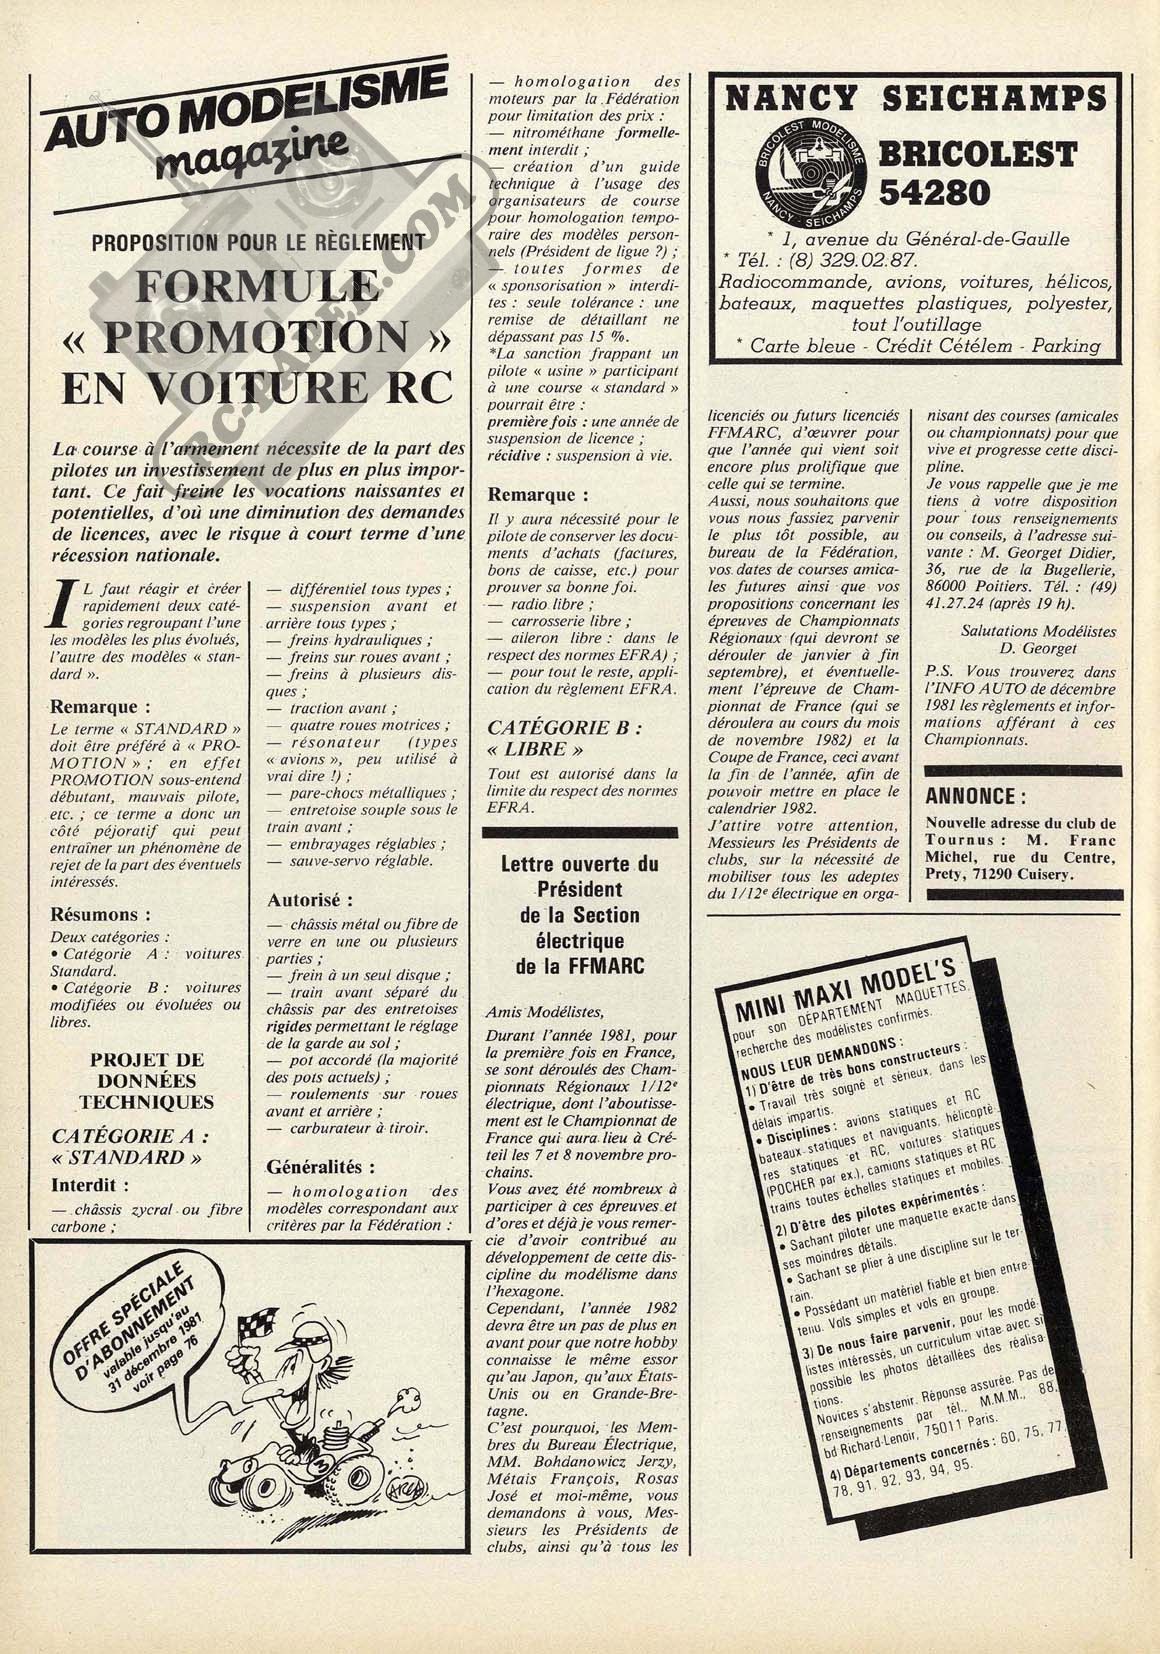 AUTO MODELISME
magazine
PROPOSITION POUR LE RÈGLEMENT
FORMULE
« PROMOTION »
EN VOITURE RC
La course à l'armement nécessite de la part des
pilotes un investissement de plus en plus impor-
tant. Ce fait freine les vocations naissantes et
potentielles, d'où une diminution des demandes
de licences, avec le risque à court terme d'une
récession nationale.
IL faut réagir et créer
rapidement deux caté-
gories regroupant l'une
les modèles les plus évolués,
l'autre des modèles « stan-
dard ».
Remarque :
Le terme « STANDARD »
doit être préféré à « PRO-
MOTION » ; en effet
PROMOTION sous-entend
débutant, mauvais pilote,
etc. ; ce terme a donc un
côté péjoratif qui peut
entraîner un phénomène de
rejet de la part des éventuels
intéressés.
Résumons :
Deux catégories :
• Catégorie A : voitures
Standard.
• Catégorie B : voitures
modifiées ou évoluées ou
libres.
PROJET DE
DONNÉES
TECHNIQUES
CATÉGORIE A :
« STANDARD »
Interdit :
— châssis zycral ou fibre
carbone ;
— différentiel tous types ;
— suspension avant et
arrière tous types ;
— freins hydrauliques ;
— freins sur roues avant ;
— freins à plusieurs dis-
ques ;
— traction avant ;
— quatre roues motrices ;
— résonateur (types
« avions », peu utilisé à
vrai dire !) ;
— pare-chocs métalliques ;
— entretoise souple sous le
train avant ;
— embrayages réglables ;
— sauve-servo réglable.
Autorisé :
— châssis métal ou fibre de
verre en une ou plusieurs
parties ;
— frein à un seul disque ;
— train avant séparé du
châssis par des entretoises
rigides permettant le réglage
de la garde au sol ;
— pot accordé (la majorité
des pots actuels) ;
— roulements sur roues
avant et arrière ;
— carburateur à tiroir.
Généralités :
— homologation des
modèles correspondant aux
critères par la Fédération :
— homologation des
moteurs par la Fédération
pour limitation des prix :
— nitrométhane formelle-
ment interdit ;
— création d'un guide
technique à l'usage des
organisateurs de course
pour homologation tempo-
raire des modèles person-
nels (Président de ligue ?) ;
— toutes formes de
« sponsorisation » interdi-
tes : seule tolérance : une
remise de détaillant ne
dépassant pas 15 %.
*La sanction frappant un
pilote « usine » participant
à une course « standard »
pourrait être :
première fois : une année de
suspension de licence ;
récidive : suspension à vie.
Remarque :
Il y aura nécessité pour le
pilote de conserver les docu-
ments d'achats (factures,
bons de caisse, etc.) pour
prouver sa bonne foi.
— radio libre ;
— carrosserie libre ;
— aileron libre : dans le
respect des normes EFRA) ;
— pour tout le reste, appli-
cation du règlement EFRA.
CATÉGORIE B :
« LIBRE »
Tout est autorisé dans la
limite du respect des normes
EFRA.
Lettre ouverte du
Président
de la Section
électrique
de la FFMARC
Amis Modélistes,
Durant l'année 1981, pour
la première fois en France,
se sont déroulés des Cham-
pionnats Régionaux 1/12e
électrique, dont l'aboutisse-
ment est le Championnat de
France qui aura lieu à Cré-
teil les 7 et 8 novembre pro-
chains.
Vous avez été nombreux à
participer à ces épreuves et
d'ores et déjà je vous remer-
cie d'avoir contribué au
développement de cette dis-
cipline du modélisme dans
l'hexagone.
Cependant, l'année 1982
devra être un pas de plus en
avant pour que notre hobby
connaisse le même essor
qu'au Japon, qu'aux États-
Unis ou en Grande-Bre-
tagne.
C'est pourquoi, les Mem-
bres du Bureau Électrique,
MM. Bohdanowicz Jerzy,
Métais François, Rosas
José et moi-même, vous
demandons à vous, Mes-
sieurs les Présidents de
clubs, ainsi qu'à tous les
licenciés ou futurs licenciés
FFMARC, d'œuvrer pour
que l'année qui vient soit
encore plus prolifique que
celle qui se termine.
Aussi, nous souhaitons que
vous nous fassiez parvenir
le plus tôt possible, au
bureau de la Fédération,
vos dates de courses amica-
les futures ainsi que vos
propositions concernant les
épreuves de Championnats
Régionaux (qui devront se
dérouler de janvier à fin
septembre), et éventuelle-
ment l'épreuve de Cham-
pionnat de France (qui se
déroulera au cours du mois
de novembre 1982) et la
Coupe de France, ceci avant
la fin de l'année, afin de
pouvoir mettre en place le
calendrier 1982.
J'attire votre attention,
Messieurs les Présidents de
clubs, sur la nécessité de
mobiliser tous les adeptes
du 1/12e électrique en orga-
nisant des courses (amicales
ou championnats) pour que
vive et progresse cette disci-
pline.
Je vous rappelle que je me
tiens à votre disposition
pour tous renseignements
ou conseils, à l'adresse sui-
vante : M. Georget Didier,
36, rue de la Bugellerie,
86000 Poitiers. Tél. : (49)
41.27.24 (après 19 h).
Salutations Modélistes
D. Georget
P.S. Vous trouverez dans
l'INFO AUTO de décembre
1981 les règlements et infor-
mations afférant à ces
Championnats.
ANNONCE :
Nouvelle adresse du club de
Tournus : M. Franc
Michel, rue du Centre,
Prety, 71290 Cuisery.
NANCY SEICHAMPS
BRICOLEST MODELISME
NANCY - SEICHAMPS
BRICOLEST
54280
* 1, avenue du Général-de-Gaulle
* Tél. : (8) 329.02.87.
Radiocommande, avions, voitures, hélicos,
bateaux, maquettes plastiques, polyester,
tout l'outillage
* Carte bleue - Crédit Cételem - Parking
MINI MAXI MODEL'S
pour son DÉPARTEMENT MAQUETTES,
recherche des modélistes confirmés.
NOUS LEUR DEMANDONS :
1) D'être de très bons constructeurs :
• Travail très soigné et sérieux, dans les
délais impartis.
• Disciplines : avions statiques et RC
bateaux statiques et naviguants, hélicoptè-
res statiques et RC, voitures statiques
(POCHER par ex.), camions statiques et RC
trains toutes échelles statiques et mobiles.
2) D'être des pilotes expérimentés :
• Sachant piloter une maquette exacte dans
ses moindres détails.
• Sachant se plier à une discipline sur le ter-
rain.
• Possédant un matériel fiable et bien entre-
tenu. Vols simples et vols en groupe.
3) De nous faire parvenir, pour les modé-
listes intéressés, un curriculum vitae avec si
possible les photos détaillées des réalisa-
tions.
Novices s'abstenir. Réponse assurée. Pas de
renseignements par tél., M.M.M., 88,
bd Richard-Lenoir, 75011 Paris.
4) Départements concernés : 60, 75, 77,
78, 91, 92, 93, 94, 95.
OFFRE SPÉCIALE
D'ABONNEMENT
valable jusqu'au
31 décembre 1981
voir page 76
3
ARCA
RC-PAPER.COM